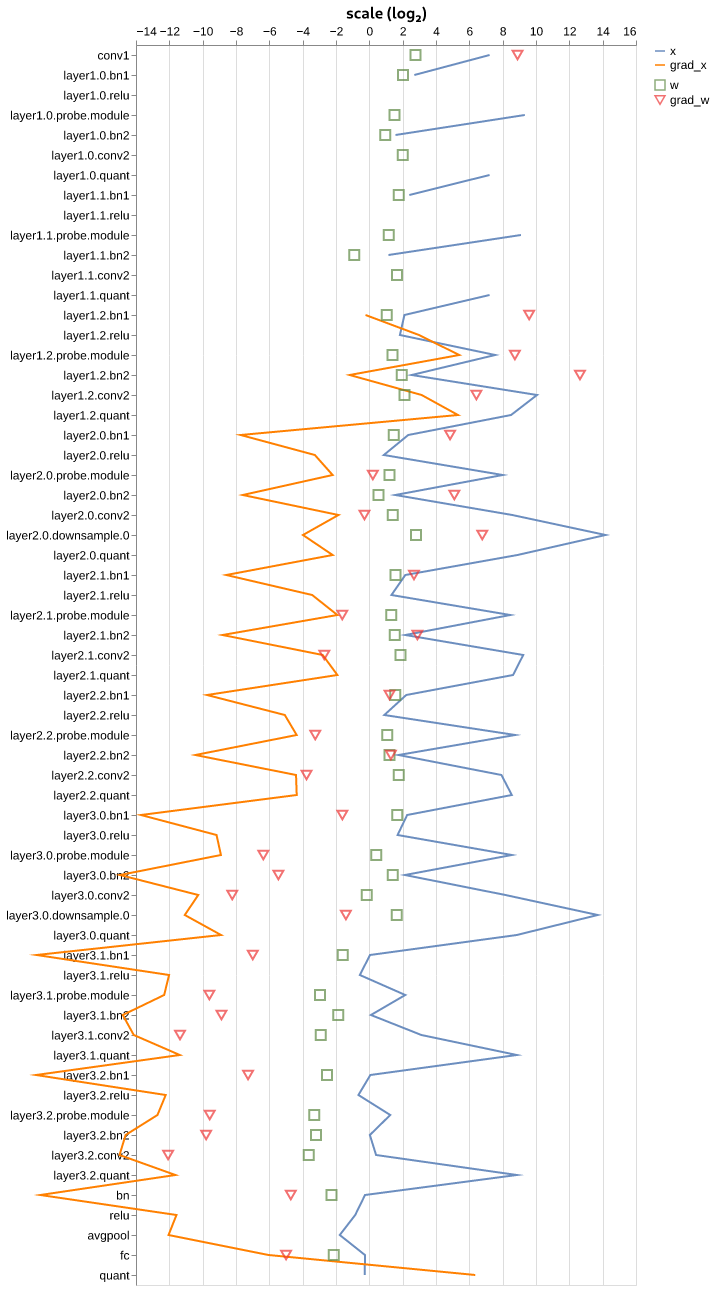 scale (log₂)
−14 −12 −10 −8 −6 −4 −2 0 2 4 6 8 10 12 14 16
x
grad_x
w
grad_w
conv1
layer1.0.bn1
layer1.0.relu
layer1.0.probe.module
layer1.0.bn2
layer1.0.conv2
layer1.0.quant
layer1.1.bn1
layer1.1.relu
layer1.1.probe.module
layer1.1.bn2
layer1.1.conv2
layer1.1.quant
layer1.2.bn1
layer1.2.relu
layer1.2.probe.module
layer1.2.bn2
layer1.2.conv2
layer1.2.quant
layer2.0.bn1
layer2.0.relu
layer2.0.probe.module
layer2.0.bn2
layer2.0.conv2
layer2.0.downsample.0
layer2.0.quant
layer2.1.bn1
layer2.1.relu
layer2.1.probe.module
layer2.1.bn2
layer2.1.conv2
layer2.1.quant
layer2.2.bn1
layer2.2.relu
layer2.2.probe.module
layer2.2.bn2
layer2.2.conv2
layer2.2.quant
layer3.0.bn1
layer3.0.relu
layer3.0.probe.module
layer3.0.bn2
layer3.0.conv2
layer3.0.downsample.0
layer3.0.quant
layer3.1.bn1
layer3.1.relu
layer3.1.probe.module
layer3.1.bn2
layer3.1.conv2
layer3.1.quant
layer3.2.bn1
layer3.2.relu
layer3.2.probe.module
layer3.2.bn2
layer3.2.conv2
layer3.2.quant
bn
relu
avgpool
fc
quant